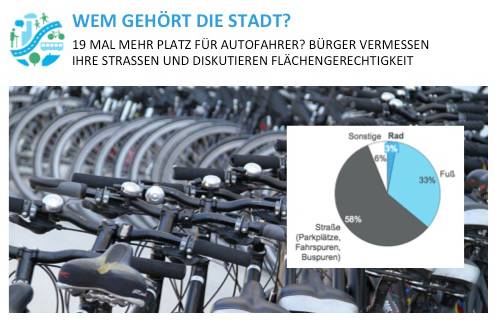 WEM GEHÖRT DIE STADT?
19 MAL MEHR PLATZ FÜR AUTOFAHRER? BÜRGER VERMESSEN
IHRE STRASSEN UND DISKUTIEREN FLÄCHENGERECHTIGKEIT
Sonstige
Rad
3%
6%
33%
Fuß
58%
Straße
(Parkplätze,
Fahrspuren,
Buspuren)